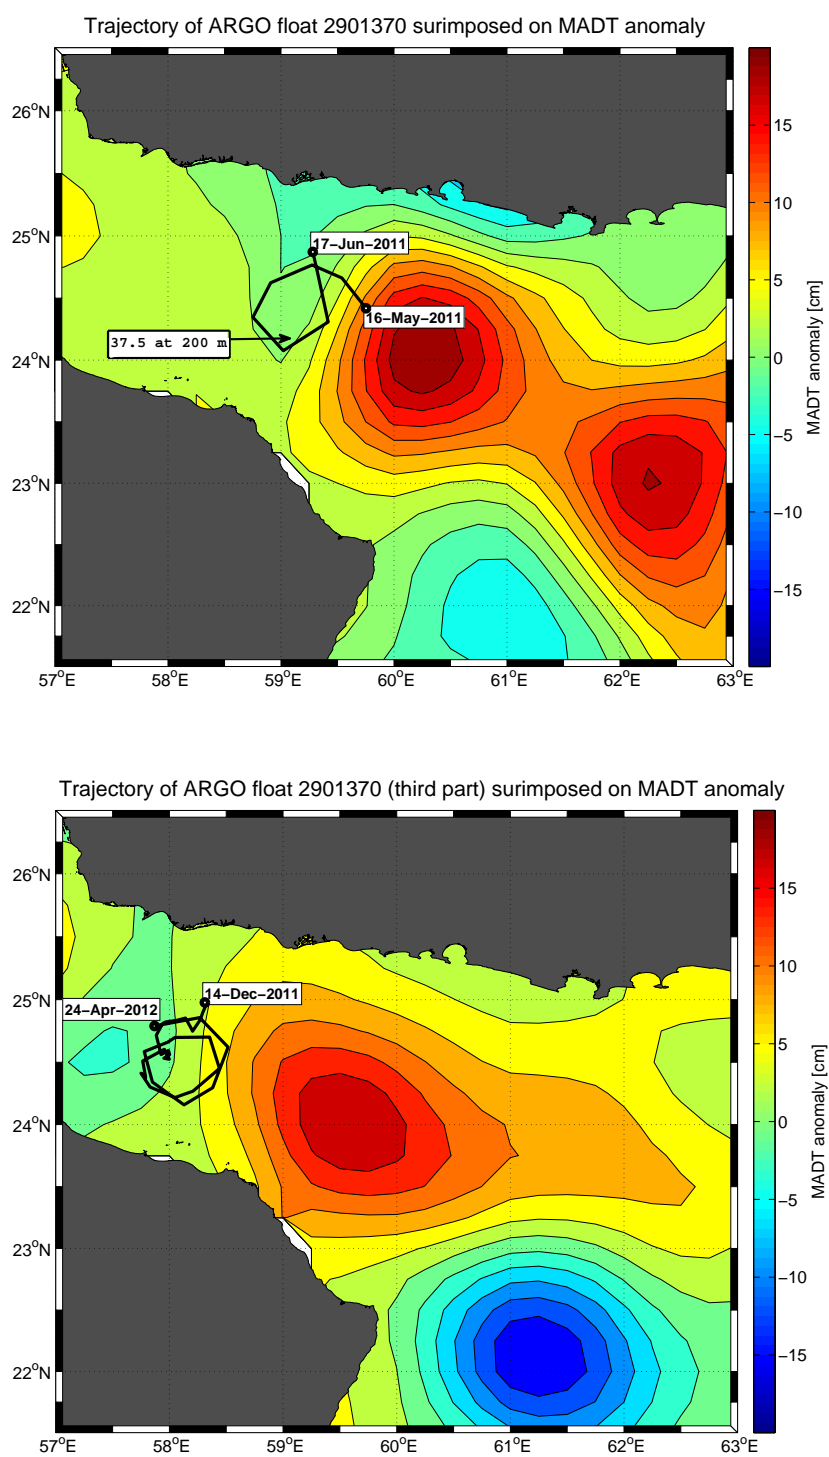 Trajectory of ARGO float 2901370 surimposed on MADT anomaly
26°N
25°N
24°N
23°N
22°N
57°E 58°E 59°E 60°E 61°E 62°E 63°E
17−Jun−2011
16−May−2011
37.5 at 200 m
15
10
5
0
−5
−10
−15
MADT anomaly [cm]
Trajectory of ARGO float 2901370 (third part) surimposed on MADT anomaly
26°N
25°N
24°N
23°N
22°N
57°E 58°E 59°E 60°E 61°E 62°E 63°E
14−Dec−2011
24−Apr−2012
15
10
5
0
−5
−10
−15
MADT anomaly [cm]